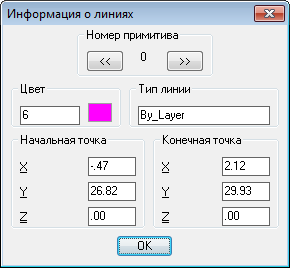 Информация о линиях
Номер примитива
<< 0 >>
Цвет Тип линии
6 By_Layer
Начальная точка Конечная точка
X -.47 X 2.12
Y 26.82 Y 29.93
Z .00 Z .00
OK